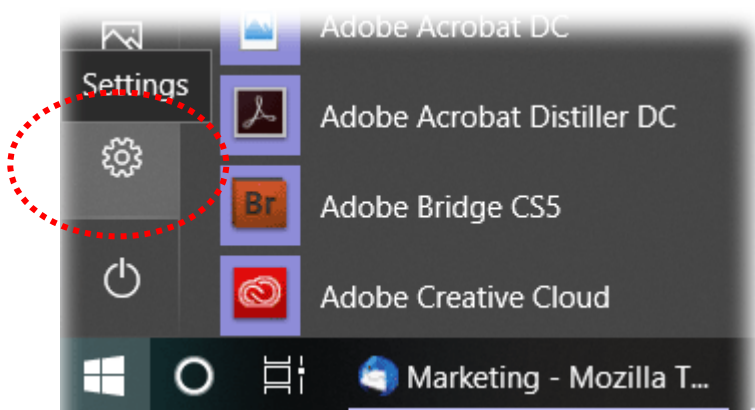 Adobe Acrobat DC
Settings
Adobe Acrobat Distiller DC
Br
Adobe Bridge CS5
Adobe Creative Cloud
Marketing - Mozilla T...